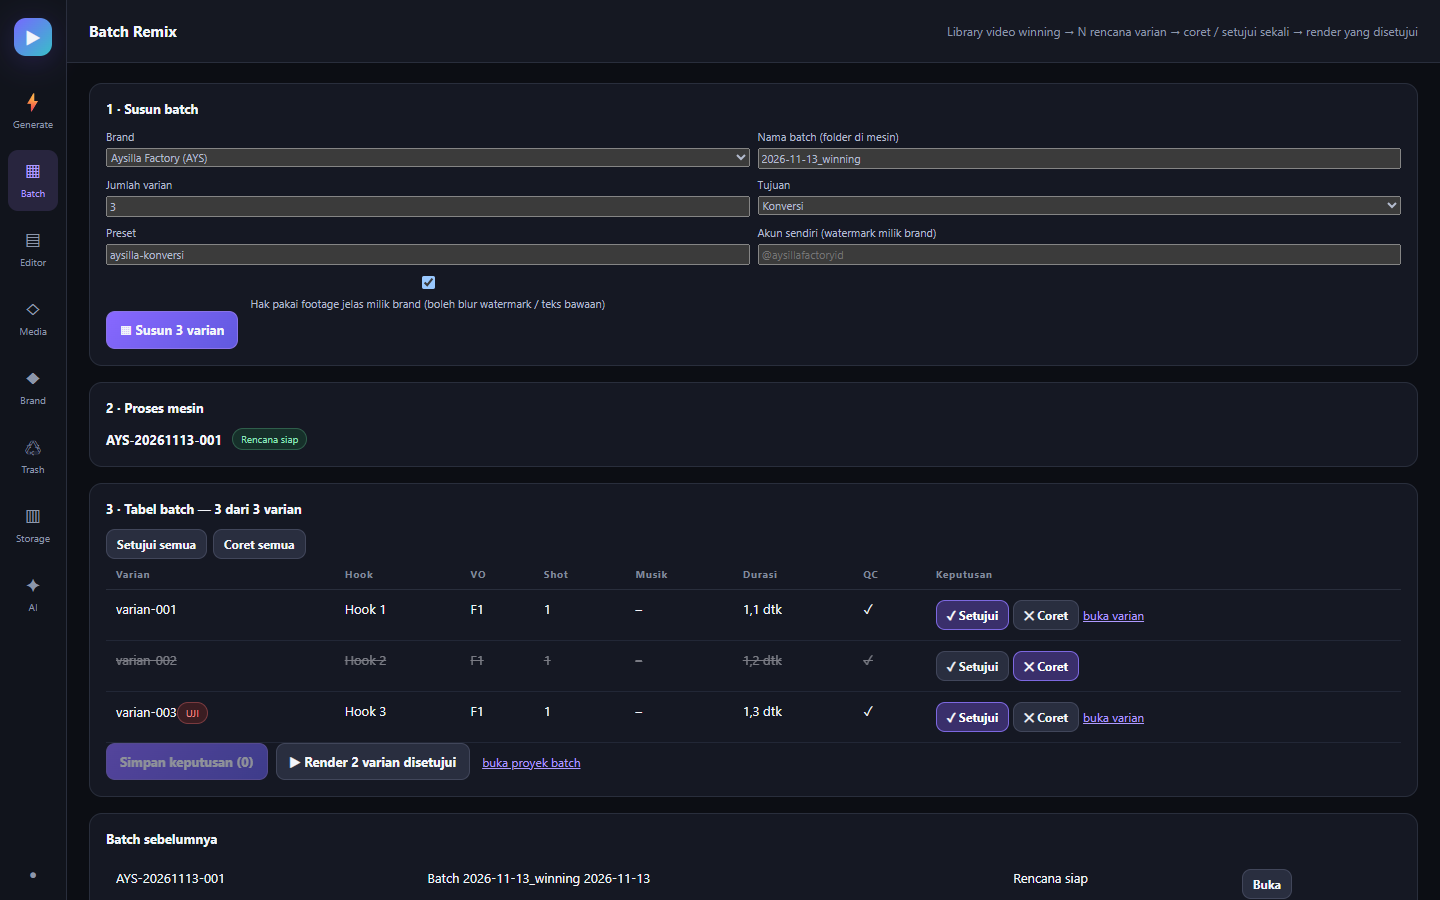 Batch Remix
Library video winning → N rencana varian → coret / setujui sekali → render yang disetujui
Generate
Batch
Editor
Media
Brand
Trash
Storage
AI
1 · Susun batch
Brand
Nama batch (folder di mesin)
Aysilla Factory (AYS)
2026-11-13_winning
Jumlah varian
Tujuan
3
Konversi
Preset
Akun sendiri (watermark milik brand)
aysilla-konversi
@aysillafactoryid
Hak pakai footage jelas milik brand (boleh blur watermark / teks bawaan)
Susun 3 varian
2 · Proses mesin
AYS-20261113-001 Rencana siap
3 · Tabel batch — 3 dari 3 varian
Setujui semua Coret semua
Varian Hook VO Shot Musik Durasi QC Keputusan
varian-001 Hook 1 F1 1 – 1,1 dtk ✓ ✓ Setujui ✕ Coret buka varian
varian-002 Hook 2 F1 1 – 1,2 dtk ✓ ✓ Setujui ✕ Coret
varian-003 UJI Hook 3 F1 1 – 1,3 dtk ✓ ✓ Setujui ✕ Coret buka varian
Simpan keputusan (0) ▶ Render 2 varian disetujui buka proyek batch
Batch sebelumnya
AYS-20261113-001 Batch 2026-11-13_winning 2026-11-13 Rencana siap Buka